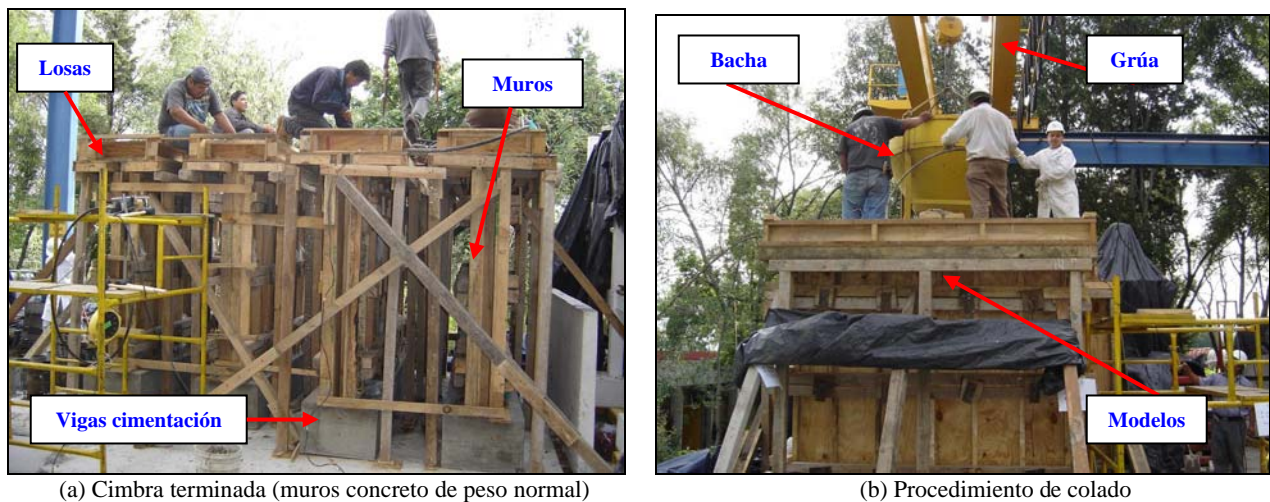 Losas
Muros
Vigas cimentación
Bacha
Grúa
Modelos
(a) Cimbra terminada (muros concreto de peso normal)
(b) Procedimiento de colado